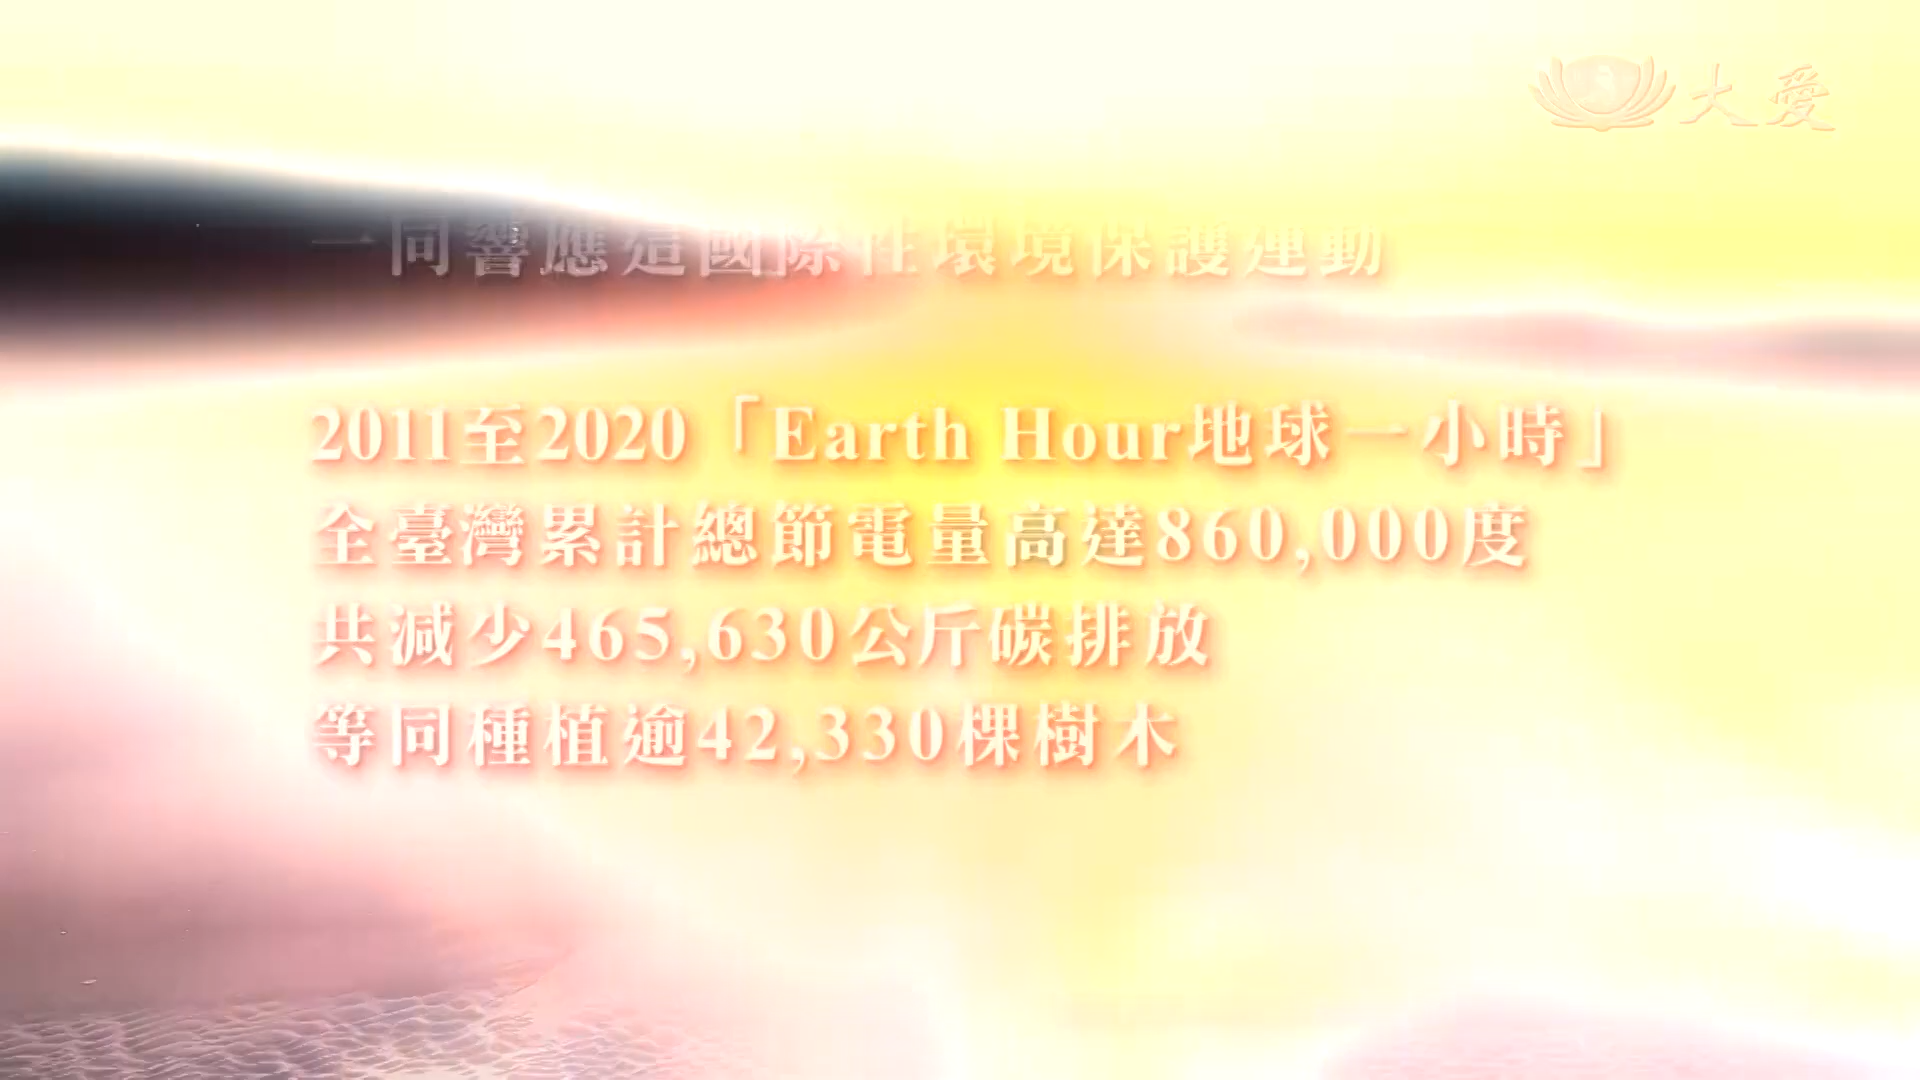 大愛
一同響應這國際性環境保護運動
2011至2020「Earth Hour地球一小時」
全臺灣累計總節電量高達860,000度
共減少465,630公斤碳排放
等同種植逾42,330棵樹木